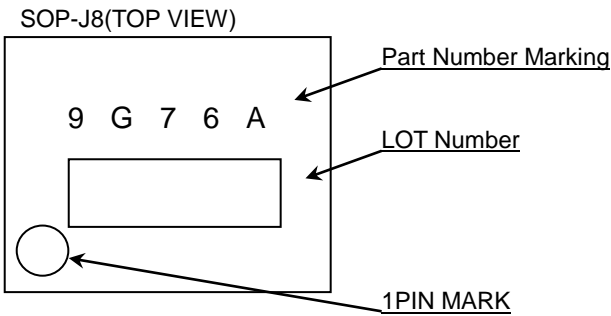 SOP-J8(TOP VIEW)
Part Number Marking
9 G 7 6 A
LOT Number
1PIN MARK